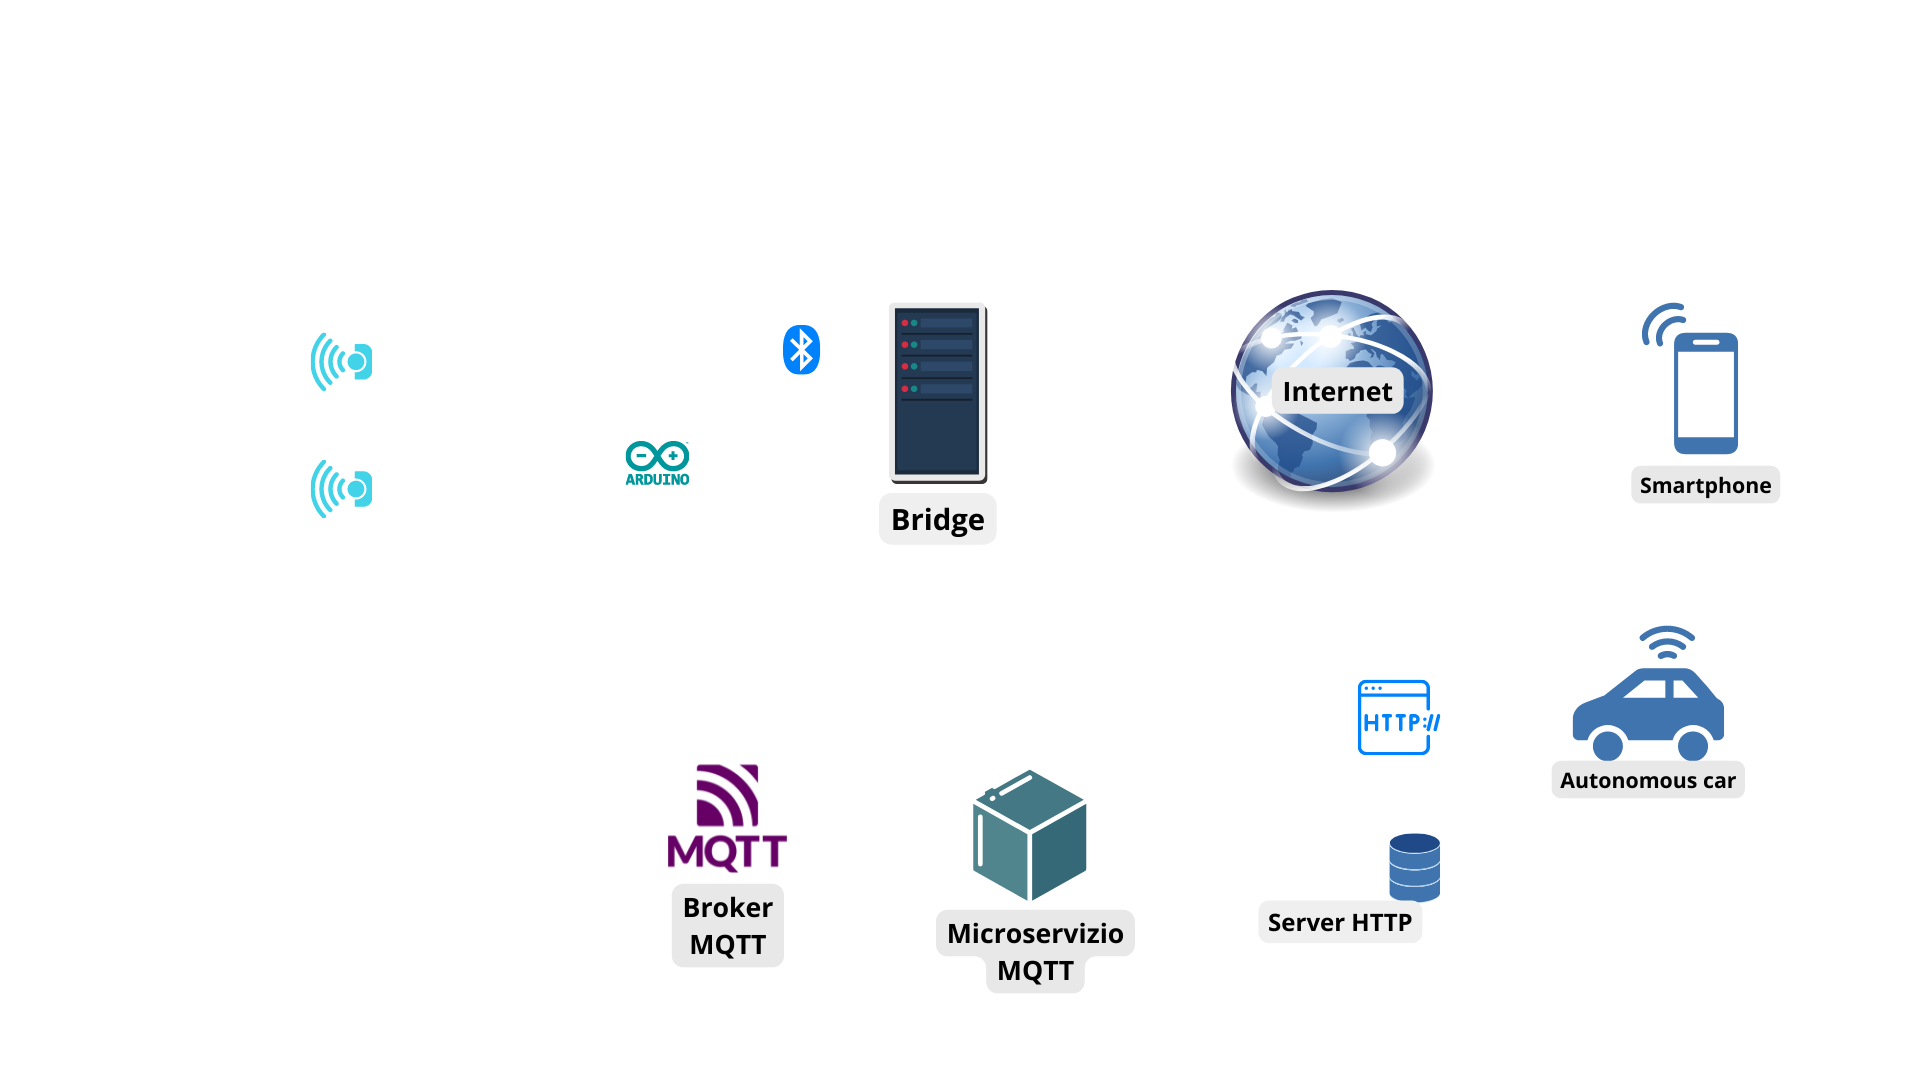 Internet
ARDUINO
Smartphone
Bridge
HTTP://
Autonomous car
MQTT
Broker
MQTT
Microservizio
MQTT
Server HTTP